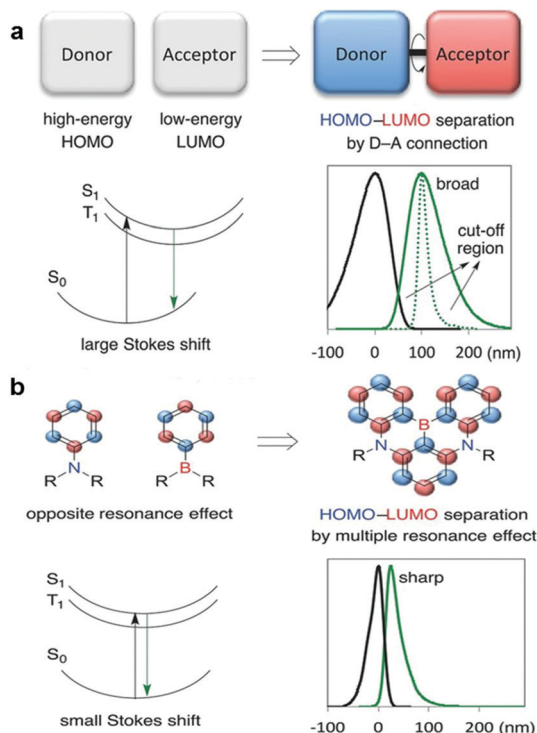 a
Donor
Acceptor
Donor
Acceptor
high-energy
HOMO
low-energy
LUMO
HOMO–LUMO separation
by D–A connection
S1
T1
S0
large Stokes shift
broad
cut-off
region
-100 0 100 200 (nm)
b
N
R R
B
R R
opposite resonance effect
B
R N N R
HOMO–LUMO separation
by multiple resonance effect
S1
T1
S0
small Stokes shift
sharp
-100 0 100 200 (nm)